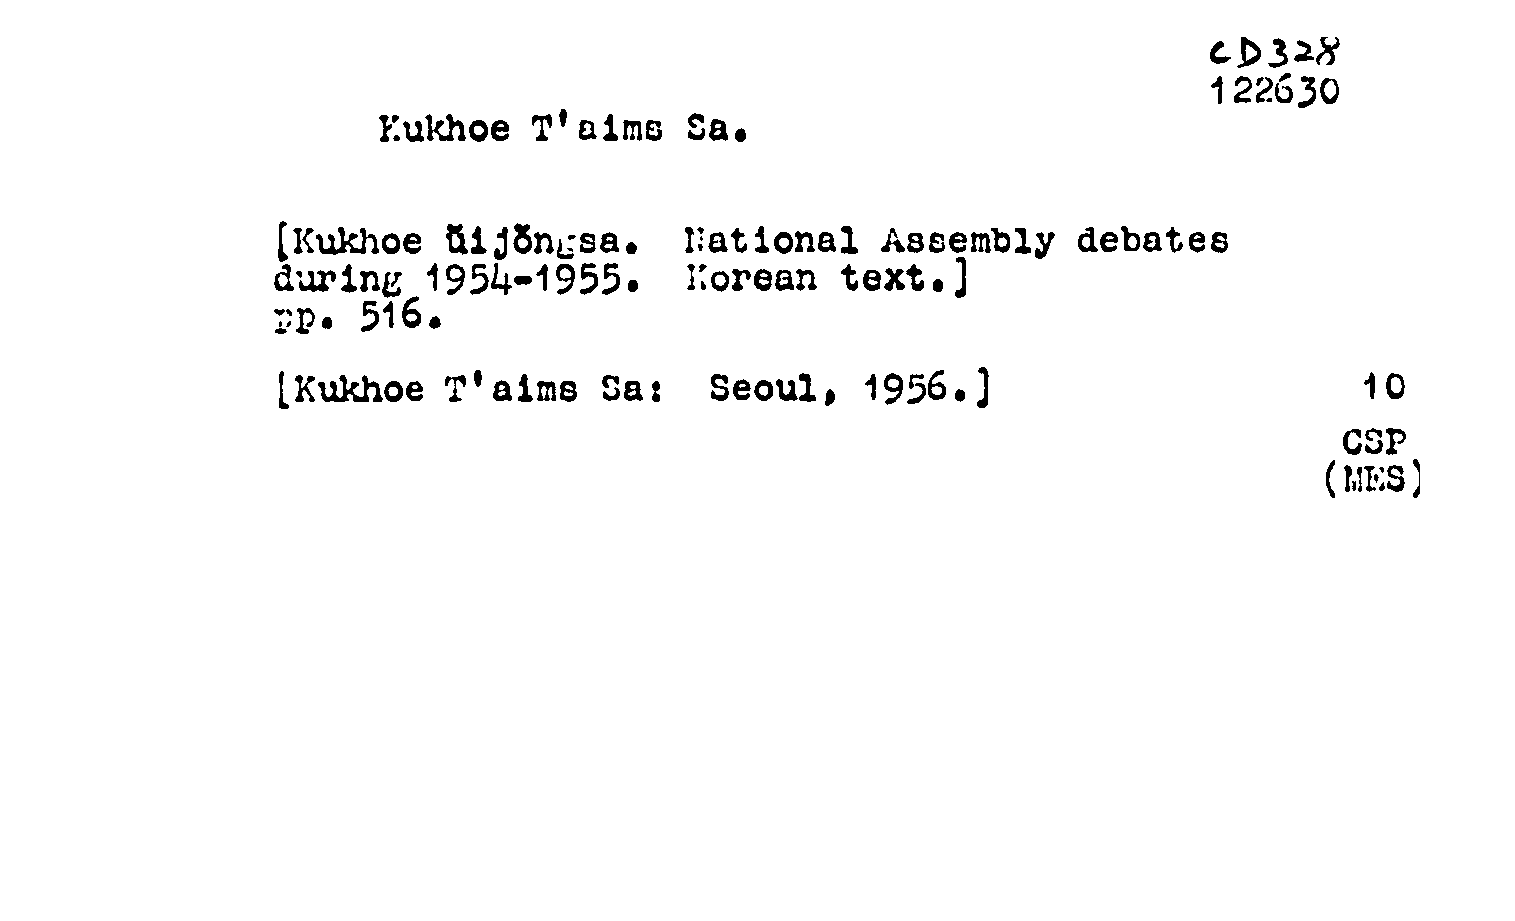 CD328
122630
Kukhoe T'aims Sa.
[Kukhoe ŭijŏngsa. National Assembly debates
during 1954-1955. Korean text.]
pp. 516.
[Kukhoe T'aims Sa: Seoul, 1956.] 10
CSP
(MES)